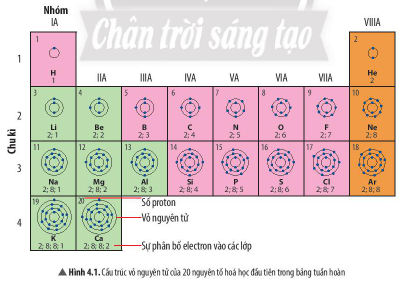 Nhóm
IA VIIIA
Chân trời sáng tạo
1 2
1
H He
1 2
IIA IIIA IVA VA VIA VIIA
3 4 5 6 7 8 9 10
2
Li Be B C N O F Ne
2; 1 2; 2 2; 3 2; 4 2; 5 2; 6 2; 7 2; 8
Chu kì
11 12 13 14 15 16 17 18
3
Na Mg Al Si P S Cl Ar
2; 8; 1 2; 8; 2 2; 8; 3 2; 8; 4 2; 8; 5 2; 8; 6 2; 8; 7 2; 8; 8
19 20 Số proton
4 Vỏ nguyên tử
K Ca Sự phân bố electron vào các lớp
2; 8; 8; 1 2; 8; 8; 2
▲ Hình 4.1. Cấu trúc vỏ nguyên tử của 20 nguyên tố hoá học đầu tiên trong bảng tuần hoàn